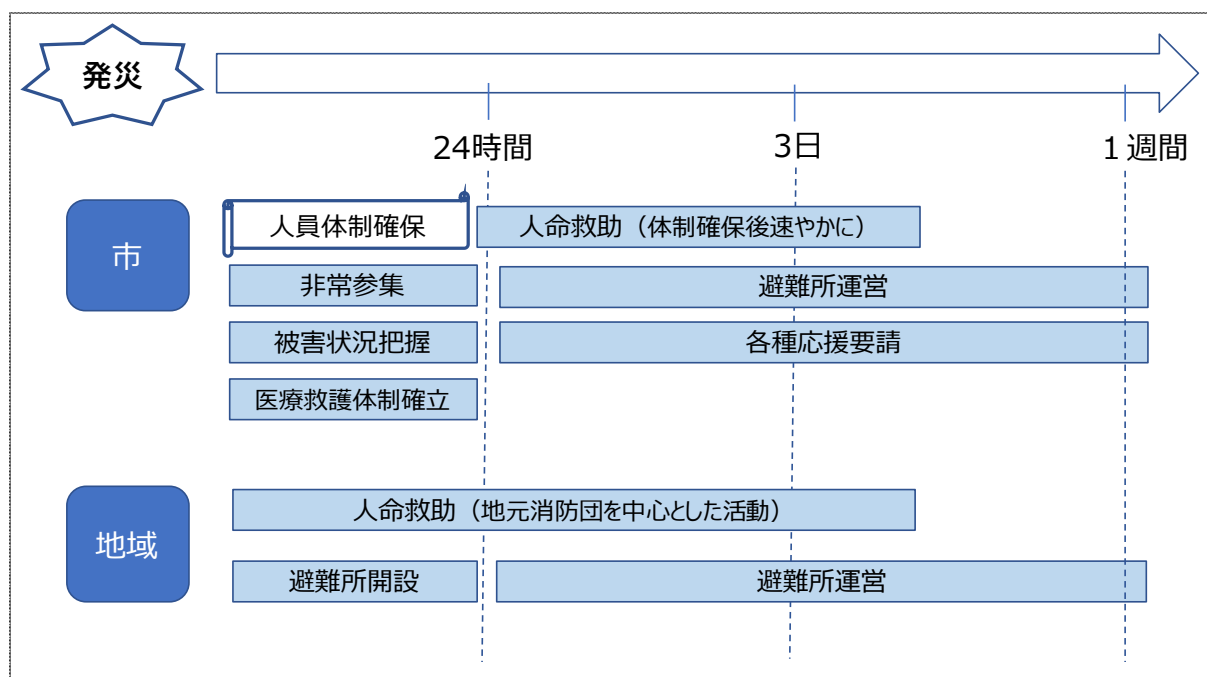 発災
24時間
3日
１週間
市
人員体制確保
人命救助（体制確保後速やかに）
非常参集
避難所運営
被害状況把握
各種応援要請
医療救護体制確立
地域
人命救助（地元消防団を中心とした活動）
避難所開設
避難所運営